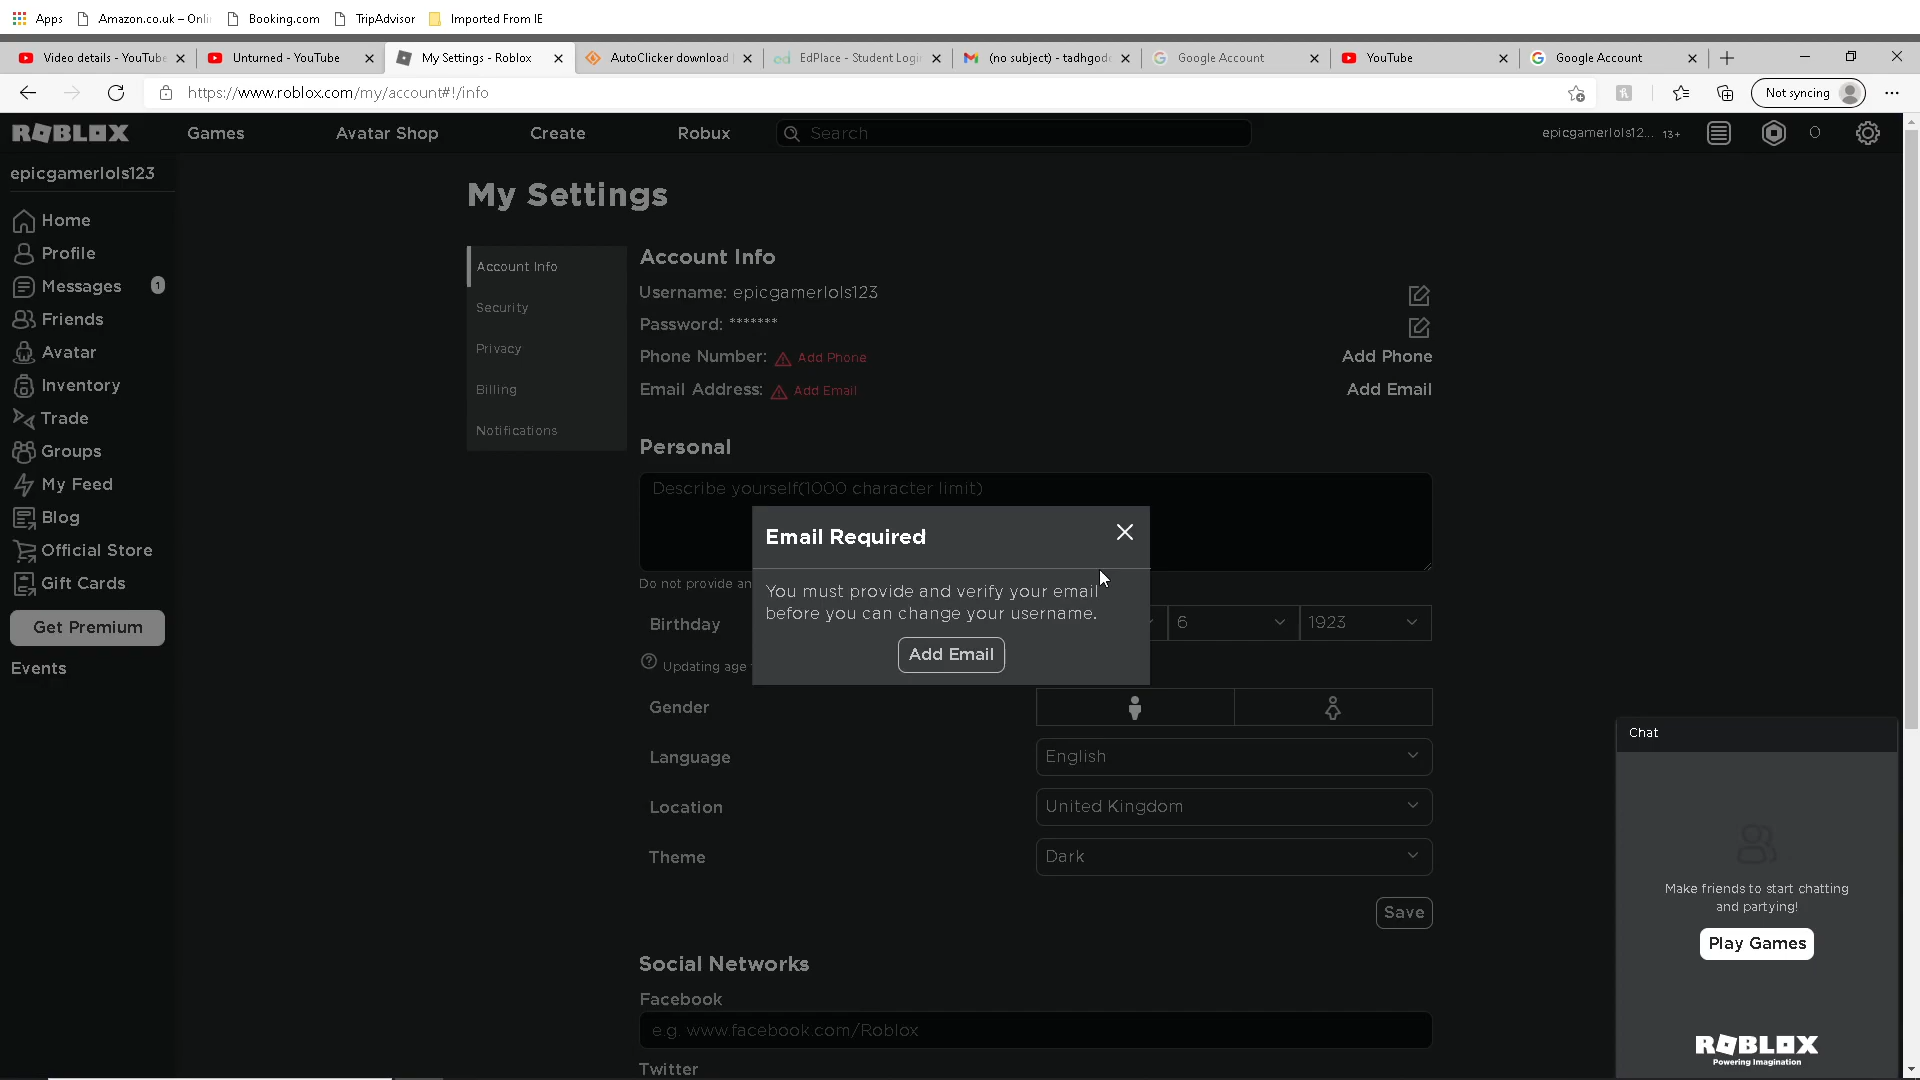 Apps Amazon.co.uk – Onli Booking.com TripAdvisor Imported From IE
Video details - YouTube Unturned - YouTube My Settings - Roblox AutoClicker download EdPlace - Student Logi (no subject) - tadhgod Google Account YouTube Google Account
https://www.roblox.com/my/account#!/info Not syncing
ROBLOX Games Avatar Shop Create Robux Search epicgamerlols12... 13+ 0
epicgamerlols123
Home
Profile
Messages 1
Friends
Avatar
Inventory
Trade
Groups
My Feed
Blog
Official Store
Gift Cards
Get Premium
Events
My Settings
Account Info
Security
Privacy
Billing
Notifications
Account Info
Username: epicgamerlols123
Password: *******
Phone Number: Add Phone Add Phone
Email Address: Add Email Add Email
Personal
Describe yourself(1000 character limit)
Do not provide an
Email Required
You must provide and verify your email
before you can change your username.
Add Email
Birthday 6 1923
Updating age
Gender
Language English
Location United Kingdom
Theme Dark
Save
Social Networks
Facebook
e.g. www.facebook.com/Roblox
Twitter
Chat
Make friends to start chatting
and partying!
Play Games
ROBLOX
Powering Imagination